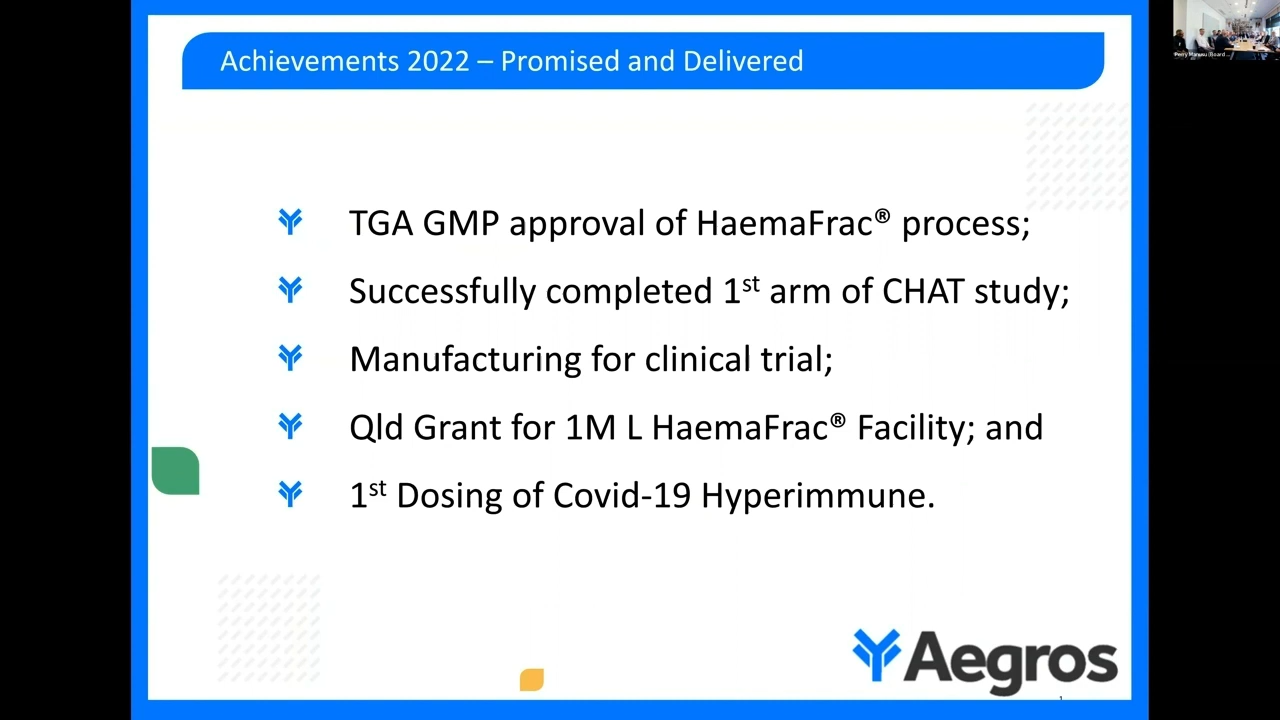 Achievements 2022 – Promised and Delivered
TGA GMP approval of HaemaFrac® process;
Successfully completed 1st arm of CHAT study;
Manufacturing for clinical trial;
Qld Grant for 1M L HaemaFrac® Facility; and
1st Dosing of Covid-19 Hyperimmune.
Aegros
1